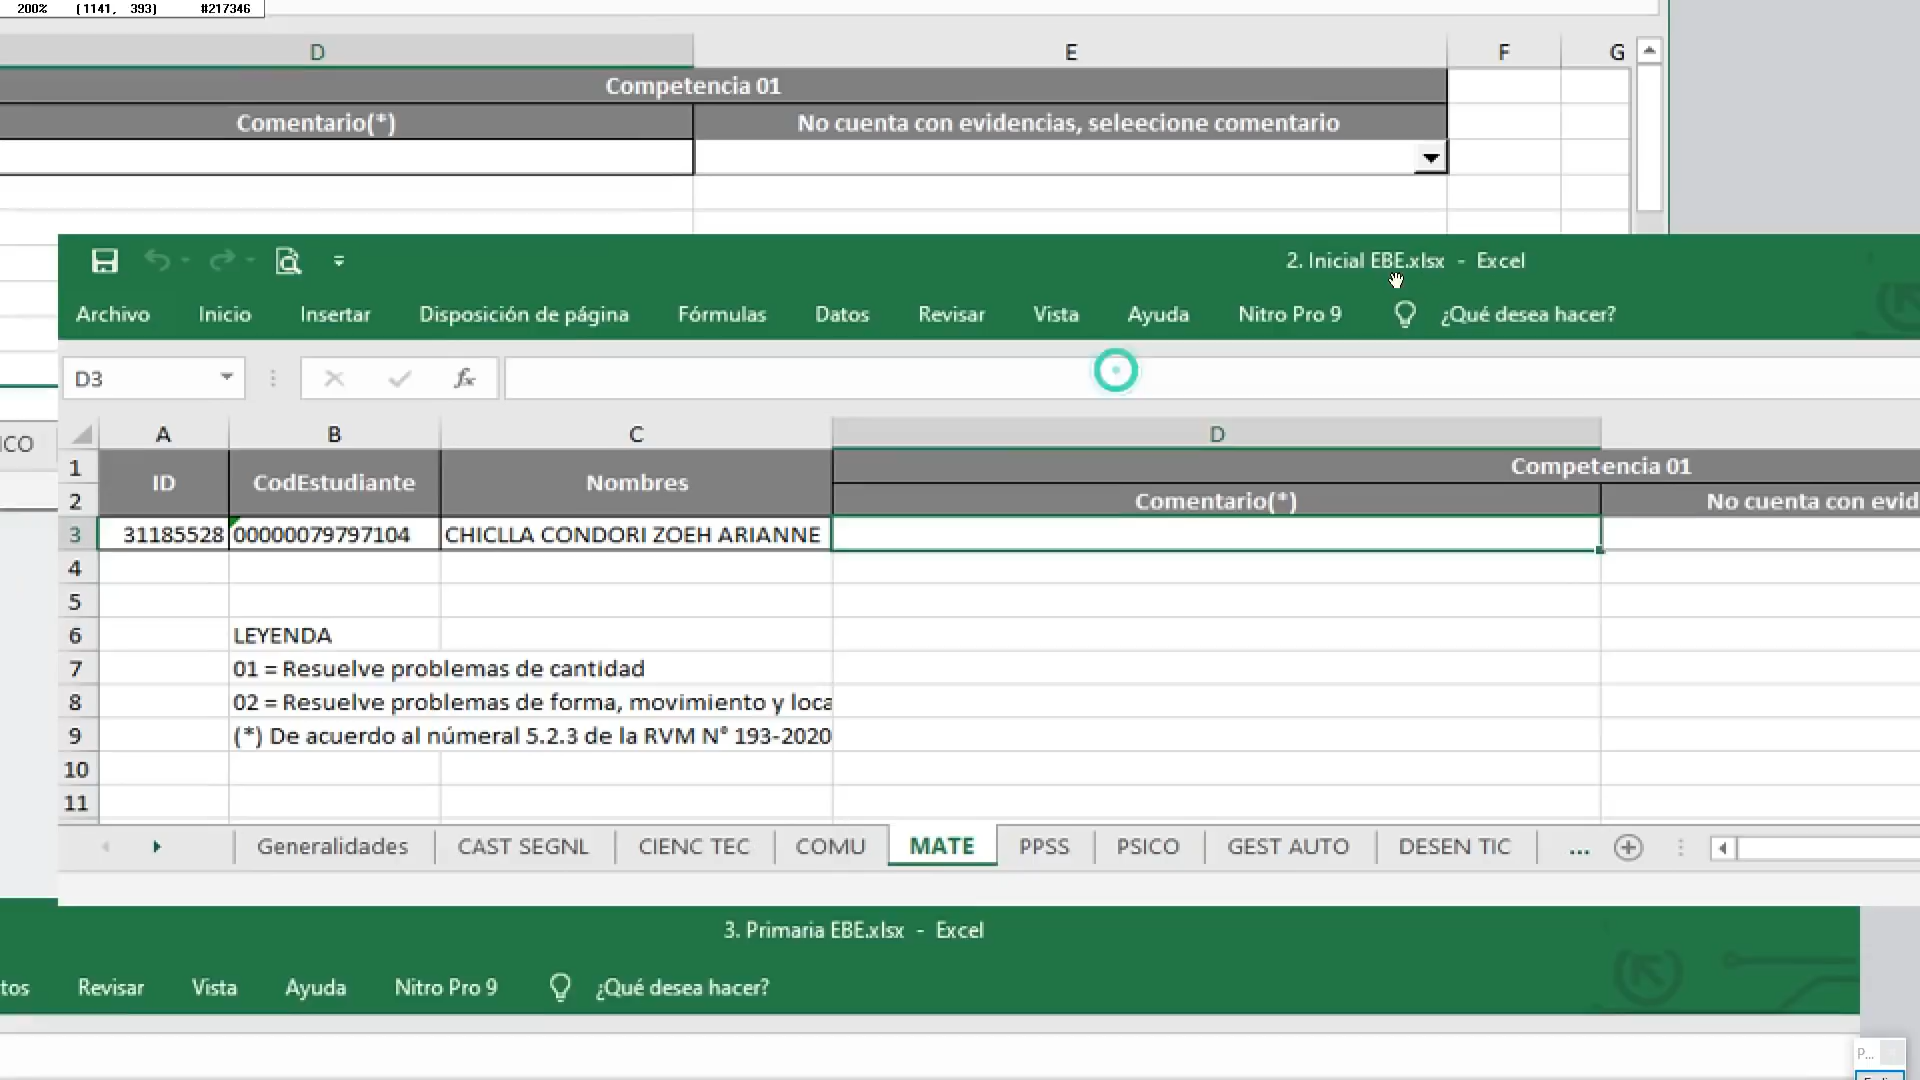 200% (1141, 393) #217346
D E F G
Competencia 01
Comentario(*) No cuenta con evidencias, seleecione comentario
2. Inicial EBE.xlsx - Excel
Archivo Inicio Insertar Disposición de página Fórmulas Datos Revisar Vista Ayuda Nitro Pro 9 ¿Qué desea hacer?
D3 fx
ICO
A B C D
1 ID CodEstudiante Nombres Competencia 01
2 Comentario(*) No cuenta con evid
3 31185528 00000079797104 CHICLLA CONDORI ZOEH ARIANNE
4
5
6 LEYENDA
7 01 = Resuelve problemas de cantidad
8 02 = Resuelve problemas de forma, movimiento y loca
9 (*) De acuerdo al númeral 5.2.3 de la RVM N° 193-2020
10
11
Generalidades CAST SEGNL CIENC TEC COMU MATE PPSS PSICO GEST AUTO DESEN TIC ...
3. Primaria EBE.xlsx - Excel
tos Revisar Vista Ayuda Nitro Pro 9 ¿Qué desea hacer?
P...